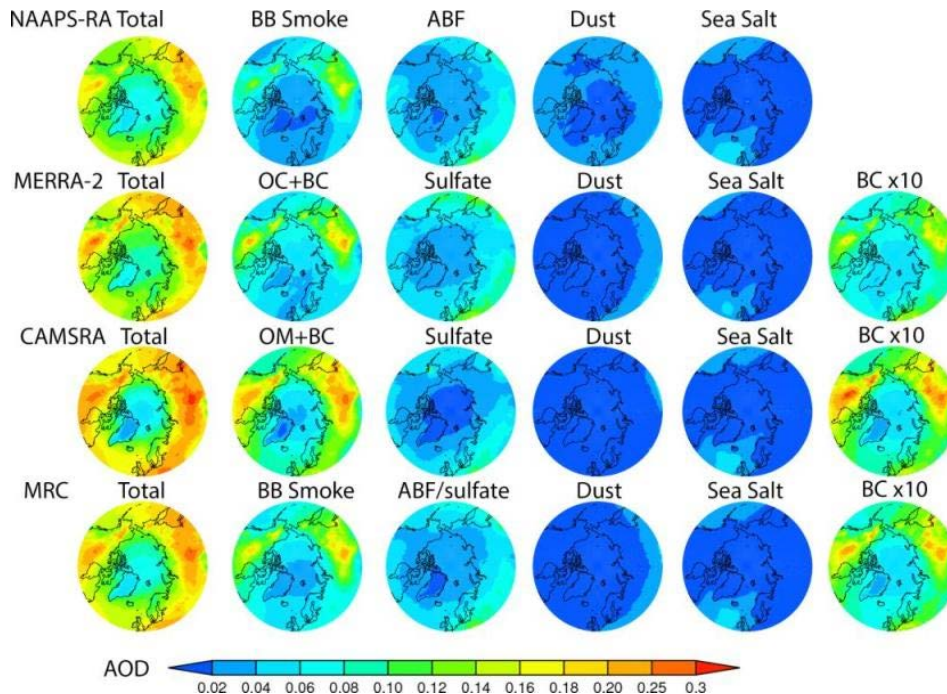 NAAPS-RA Total BB Smoke ABF Dust Sea Salt
MERRA-2 Total OC+BC Sulfate Dust Sea Salt BC x10
CAMSRA Total OM+BC Sulfate Dust Sea Salt BC x10
MRC Total BB Smoke ABF/sulfate Dust Sea Salt BC x10
AOD
0.02 0.04 0.06 0.08 0.10 0.12 0.14 0.16 0.18 0.20 0.25 0.3